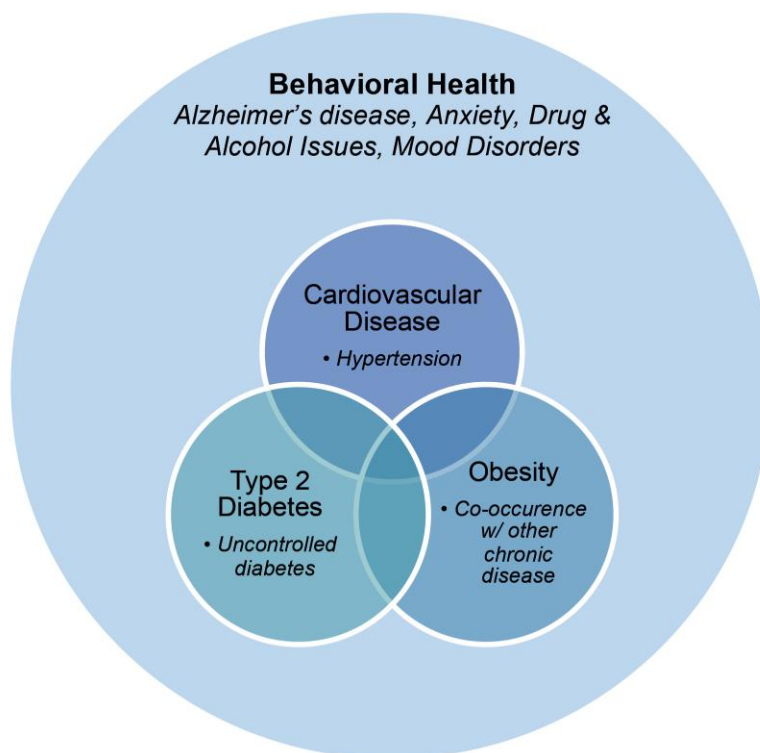 Behavioral Health
Alzheimer’s disease, Anxiety, Drug &
Alcohol Issues, Mood Disorders
Cardiovascular
Disease
• Hypertension
Type 2
Diabetes
• Uncontrolled
diabetes
Obesity
• Co-occurence
w/ other
chronic
disease